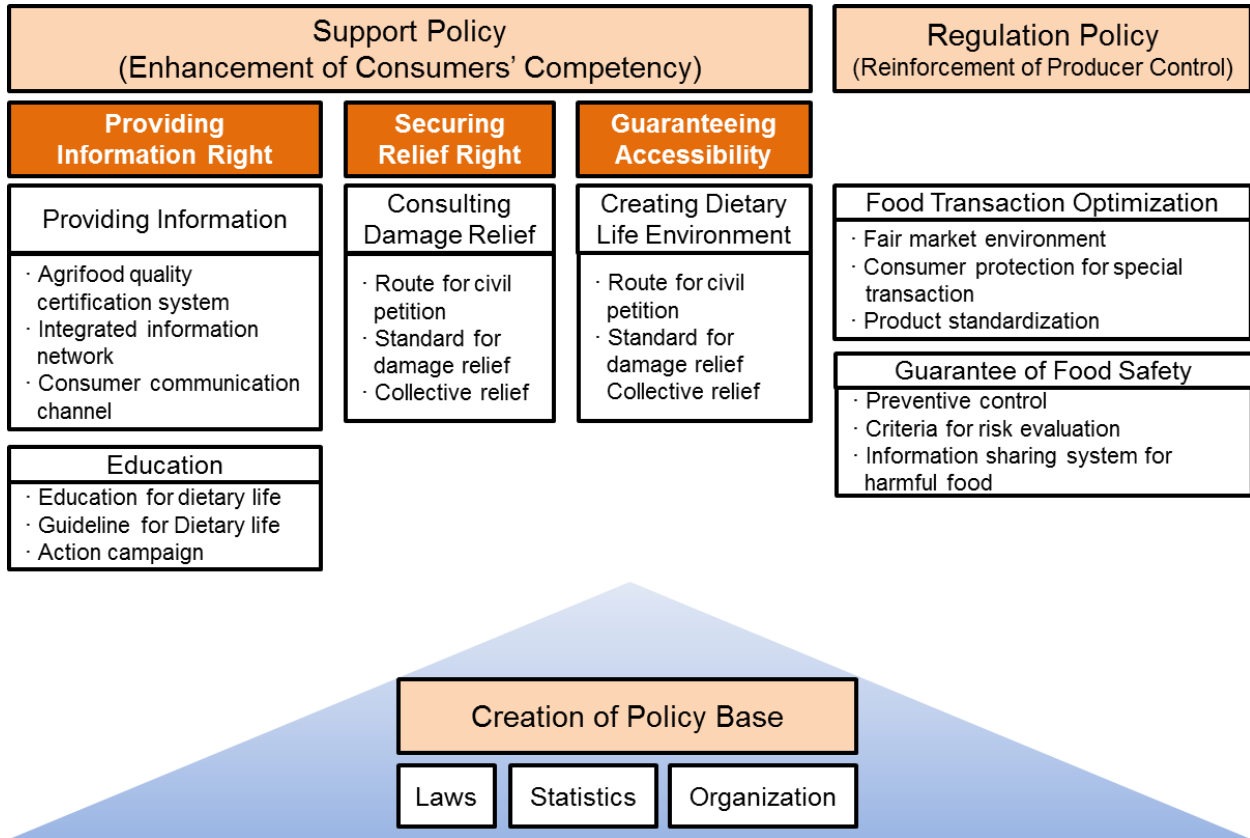 Support Policy
(Enhancement of Consumers' Competency)
Regulation Policy
(Reinforcement of Producer Control)
Providing
Information Right
Securing
Relief Right
Guaranteeing
Accessibility
Providing Information
· Agrifood quality
certification system
· Integrated information
network
· Consumer communication
channel
Education
· Education for dietary life
· Guideline for Dietary life
· Action campaign
Consulting
Damage Relief
· Route for civil
petition
· Standard for
damage relief
· Collective relief
Creating Dietary
Life Environment
· Route for civil
petition
· Standard for
damage relief
Collective relief
Food Transaction Optimization
· Fair market environment
· Consumer protection for special
transaction
· Product standardization
Guarantee of Food Safety
· Preventive control
· Criteria for risk evaluation
· Information sharing system for
harmful food
Creation of Policy Base
Laws
Statistics
Organization